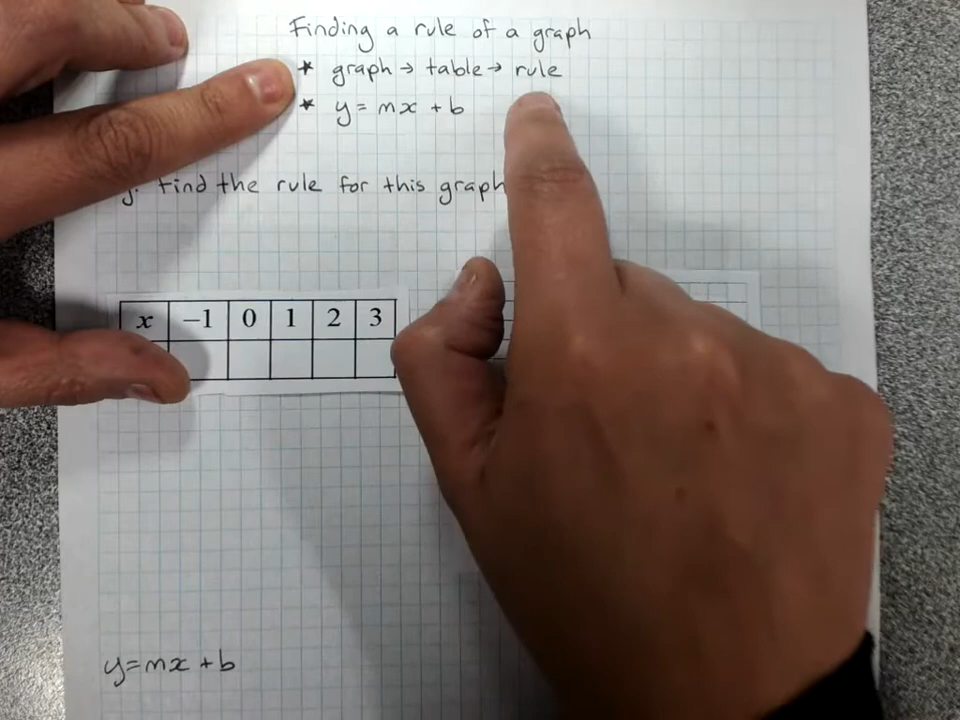 Finding a rule of a graph
* graph → table → rule
* y = mx + b
find the rule for this graph
x -1 0 1 2 3
y=mx + b